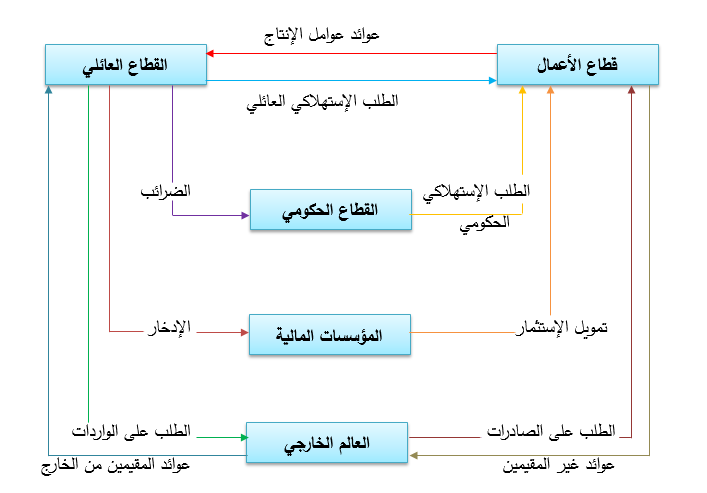 عوائد عوامل الإنتاج
قطاع الأعمال
القطاع العائلي
الطلب الإستهلاكي العائلي
الضرائب
القطاع الحكومي
الطلب الإستهلاكي
الحكومي
الإدخار
المؤسسات المالية
تمويل الإستثمار
الطلب على الصادرات
العالم الخارجي
الطلب على الواردات
عوائد غير المقيمين
عوائد المقيمين من الخارج